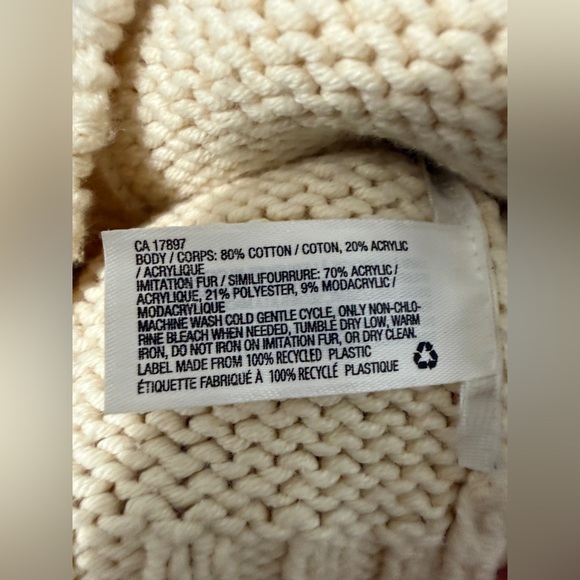 CA 17897
BODY / CORPS: 80% COTTON / COTON, 20% ACRYLIC
/ ACRYLIQUE
IMITATION FUR / SIMILIFOURRURE: 70% ACRYLIC /
ACRYLIQUE, 21% POLYESTER, 9% MODACRYLIC /
MODACRYLIQUE
MACHINE WASH COLD GENTLE CYCLE, ONLY NON-CHLO-
RINE BLEACH WHEN NEEDED, TUMBLE DRY LOW, WARM
IRON, DO NOT IRON ON IMITATION FUR, OR DRY CLEAN.
LABEL MADE FROM 100% RECYCLED PLASTIC
ÉTIQUETTE FABRIQUÉ À 100% RECYCLÉ PLASTIQUE